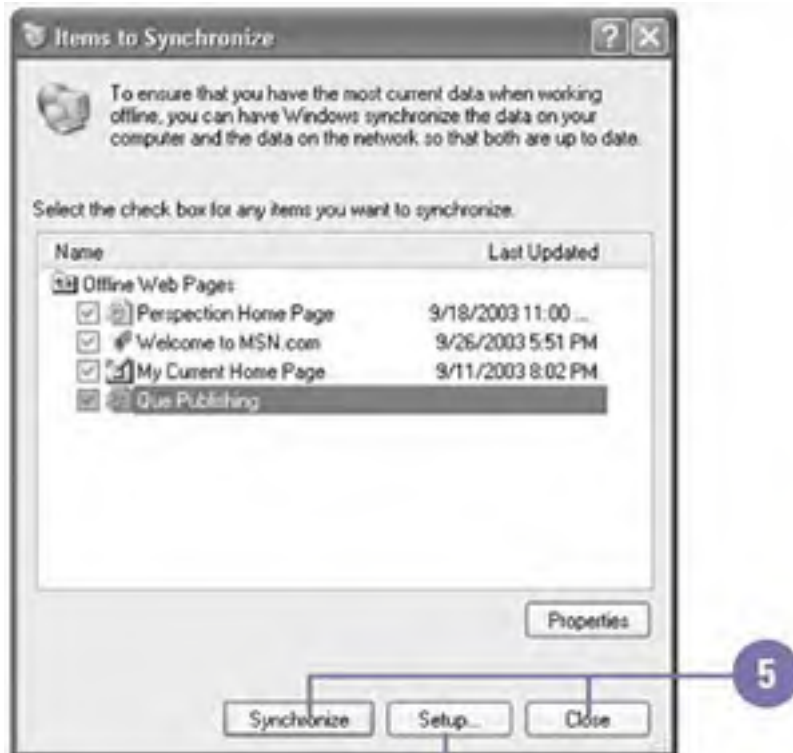 Items to Synchronize
To ensure that you have the most current data when working
offline, you can have Windows synchronize the data on your
computer and the data on the network so that both are up to date.
Select the check box for any items you want to synchronize.
Name Last Updated
Offline Web Pages
Perspection Home Page 9/18/2003 11:00 ...
Welcome to MSN.com 9/26/2003 5:51 PM
My Current Home Page 9/11/2003 8:02 PM
Que Publishing
Properties
5
Synchronize Setup... Close